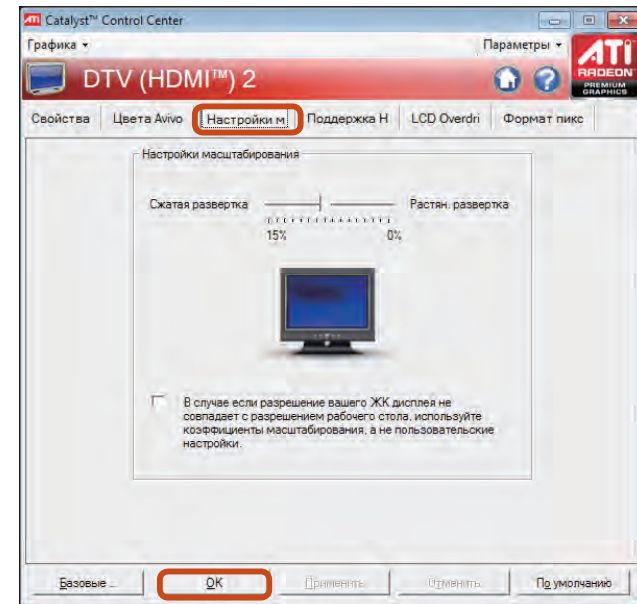 Catalyst™ Control Center
Графика
Параметры
DTV (HDMI™) 2
ATI
RADEON
PREMIUM
GRAPHICS
Свойства Цвета Avivo Настройки м Поддержка H LCD Overdri Формат пикс
Настройки масштабирования
Сжатая развертка Растян. развертка
15% 0%
В случае если разрешение вашего ЖК дисплея не
совпадает с разрешением рабочего стола, используйте
коэффициенты масштабирования, а не пользовательские
настройки.
Базовые ... OK Применить Отменить По умолчанию